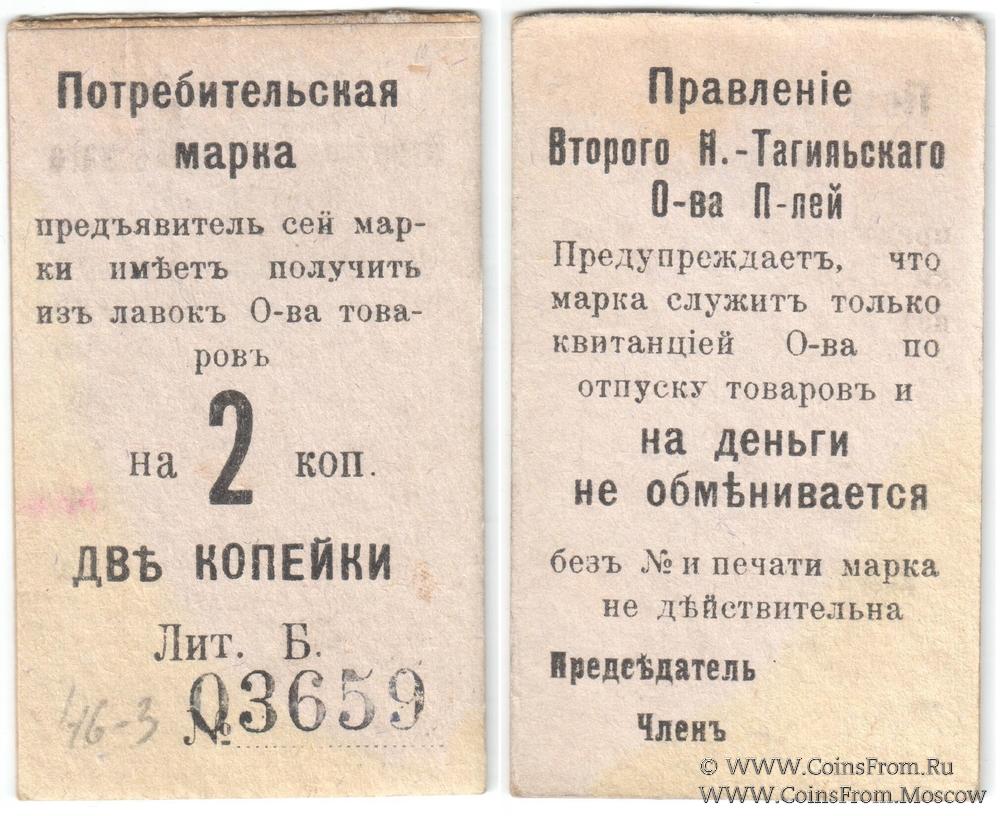 Потребительская
марка
предъявитель сей мар-
ки имѣетъ получить
изъ лавокъ О-ва това-
ровъ
на 2 коп.
ДВѢ КОПЕЙКИ
Лит. Б.
№ 03659
146-3
Правленіе
Второго Н.-Тагильскаго
О-ва П-лей
Предупреждаетъ, что
марка служитъ только
квитанціей О-ва по
отпуску товаровъ и
на деньги
не обмѣнивается
безъ № и печати марка
не дѣйствительна
Предсѣдатель
Членъ
© WWW.CoinsFrom.Ru
WWW.CoinsFrom.Moscow